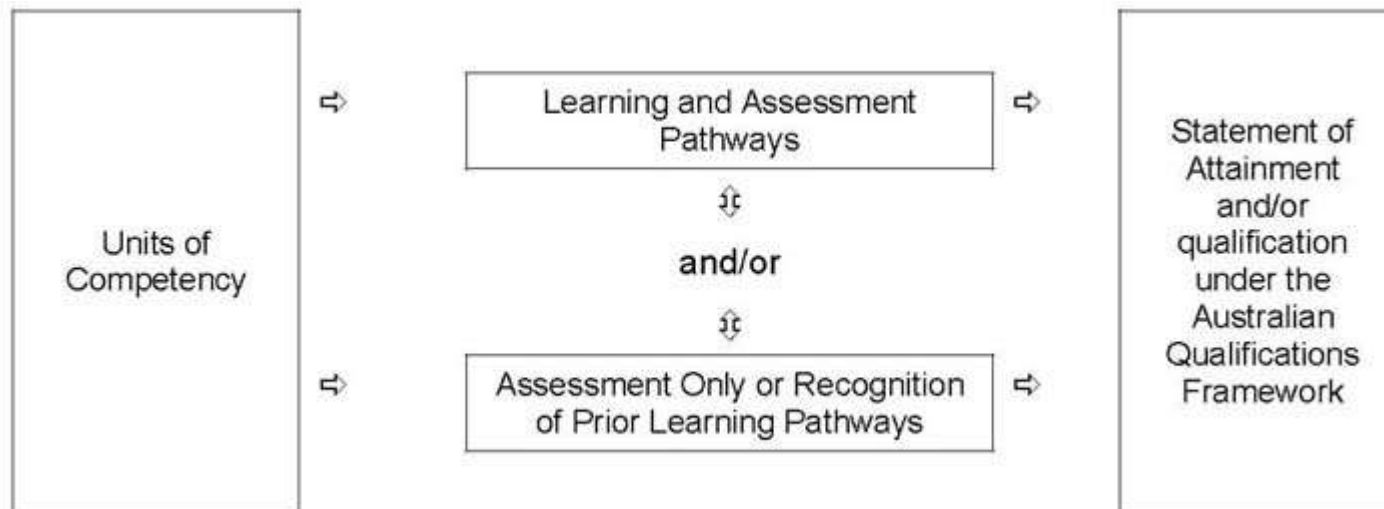 Units of
Competency
Learning and Assessment
Pathways
and/or
Assessment Only or Recognition
of Prior Learning Pathways
Statement of
Attainment
and/or
qualification
under the
Australian
Qualifications
Framework